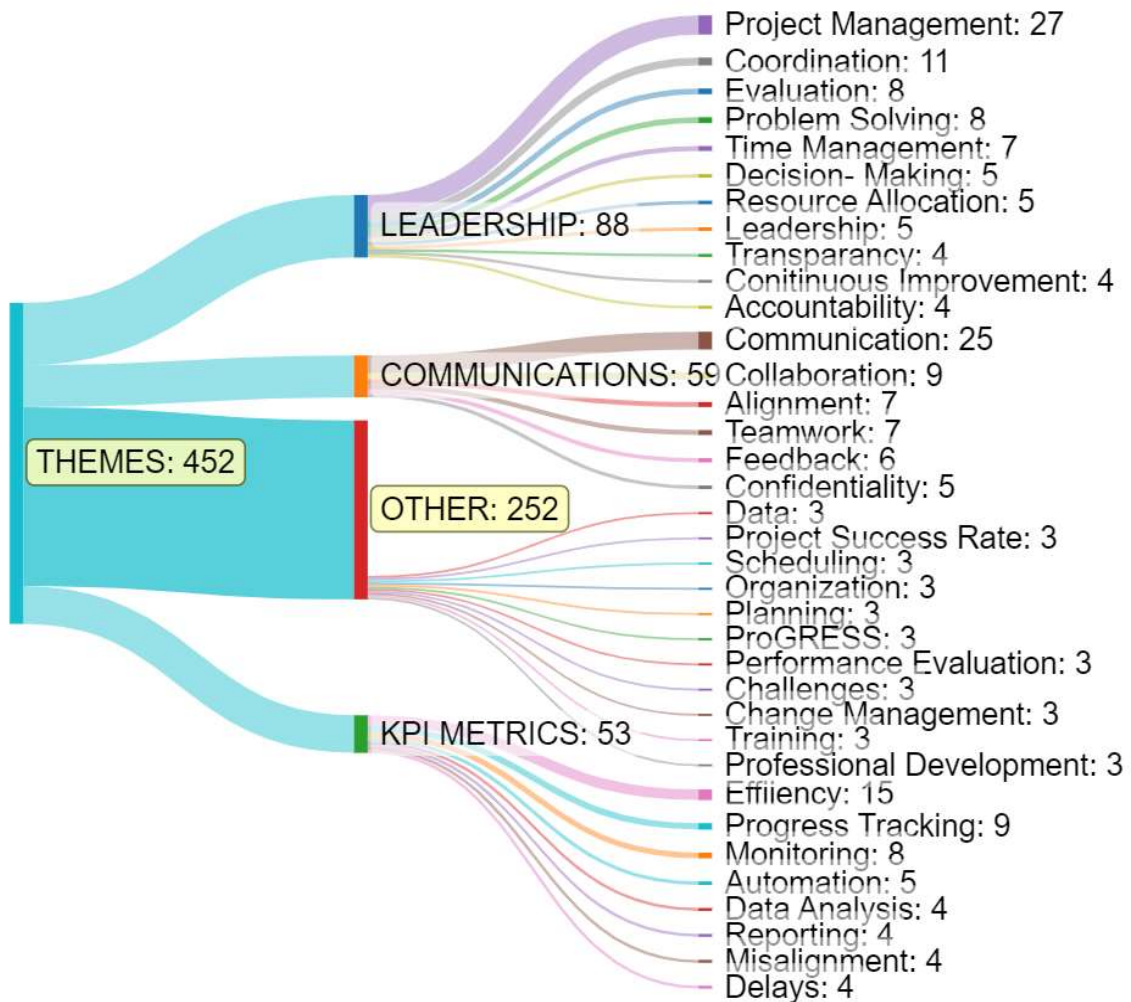 Project Management: 27
Coordination: 11
Evaluation: 8
Problem Solving: 8
Time Management: 7
Decision- Making: 5
Resource Allocation: 5
LEADERSHIP: 88
Leadership: 5
Transparancy: 4
Conitinuous Improvement: 4
Accountability: 4
Communication: 25
COMMUNICATIONS: 59
Collaboration: 9
Alignment: 7
Teamwork: 7
Feedback: 6
THEMES: 452
Confidentiality: 5
OTHER: 252
Data: 3
Project Success Rate: 3
Scheduling: 3
Organization: 3
Planning: 3
ProGRESS: 3
Performance Evaluation: 3
Challenges: 3
Change Management: 3
KPI METRICS: 53
Training: 3
Professional Development: 3
Effiiency: 15
Progress Tracking: 9
Monitoring: 8
Automation: 5
Data Analysis: 4
Reporting: 4
Misalignment: 4
Delays: 4